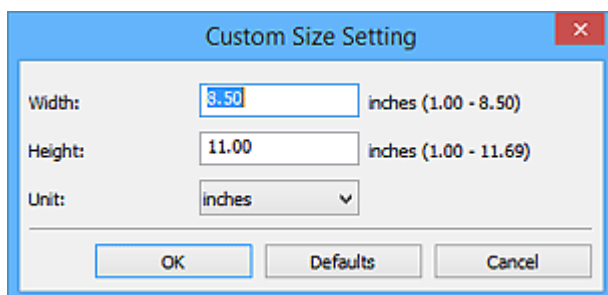 Custom Size Setting
Width: 8.50 inches (1.00 - 8.50)
Height: 11.00 inches (1.00 - 11.69)
Unit: inches
OK Defaults Cancel